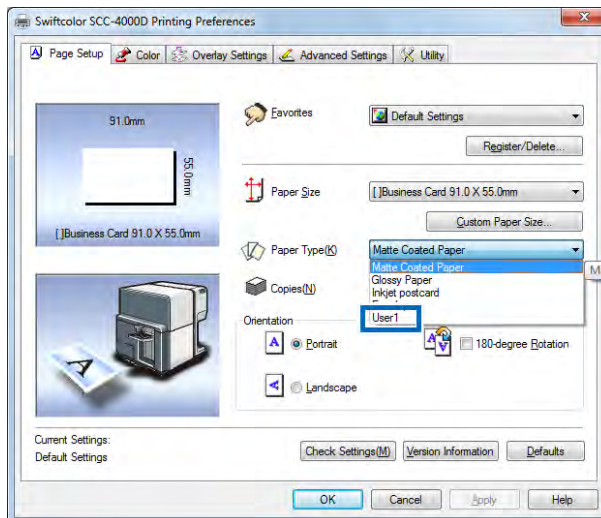 Swiftcolor SCC-4000D Printing Preferences
Page Setup Color Overlay Settings Advanced Settings Utility
91.0mm
55.0mm
[ ]Business Card 91.0 X 55.0mm
Favorites Default Settings
Register/Delete...
Paper Size [ ]Business Card 91.0 X 55.0mm
Custom Paper Size...
Paper Type(K) Matte Coated Paper
Matte Coated Paper
Glossy Paper
Inkjet postcard
User1
Copies(N)
Orientation
A Portrait
180-degree Rotation
A Landscape
Current Settings:
Default Settings
Check Settings(M) Version Information Defaults
OK Cancel Apply Help